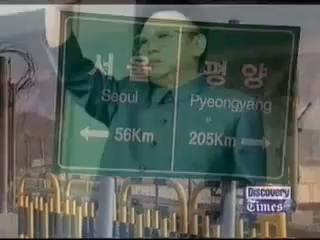 서울 평양
Seoul Pyeongyang
56Km 205Km
Discovery
Times